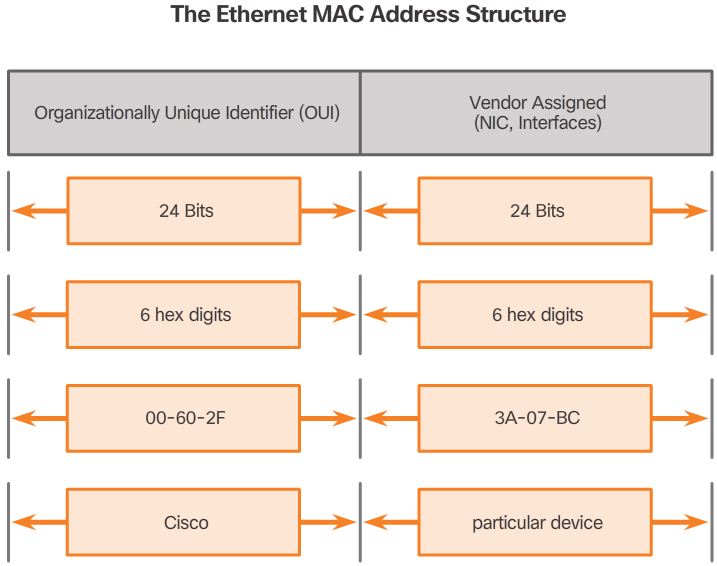 The Ethernet MAC Address Structure
Organizationally Unique Identifier (OUI)
Vendor Assigned
(NIC, Interfaces)
24 Bits
24 Bits
6 hex digits
6 hex digits
00-60-2F
3A-07-BC
Cisco
particular device